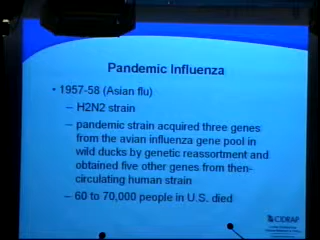 Pandemic Influenza
• 1957-58 (Asian flu)
– H2N2 strain
– pandemic strain acquired three genes
from the avian influenza gene pool in
wild ducks by genetic reassortment and
obtained five other genes from then-
circulating human strain
– 60 to 70,000 people in U.S. died
CIDRAP